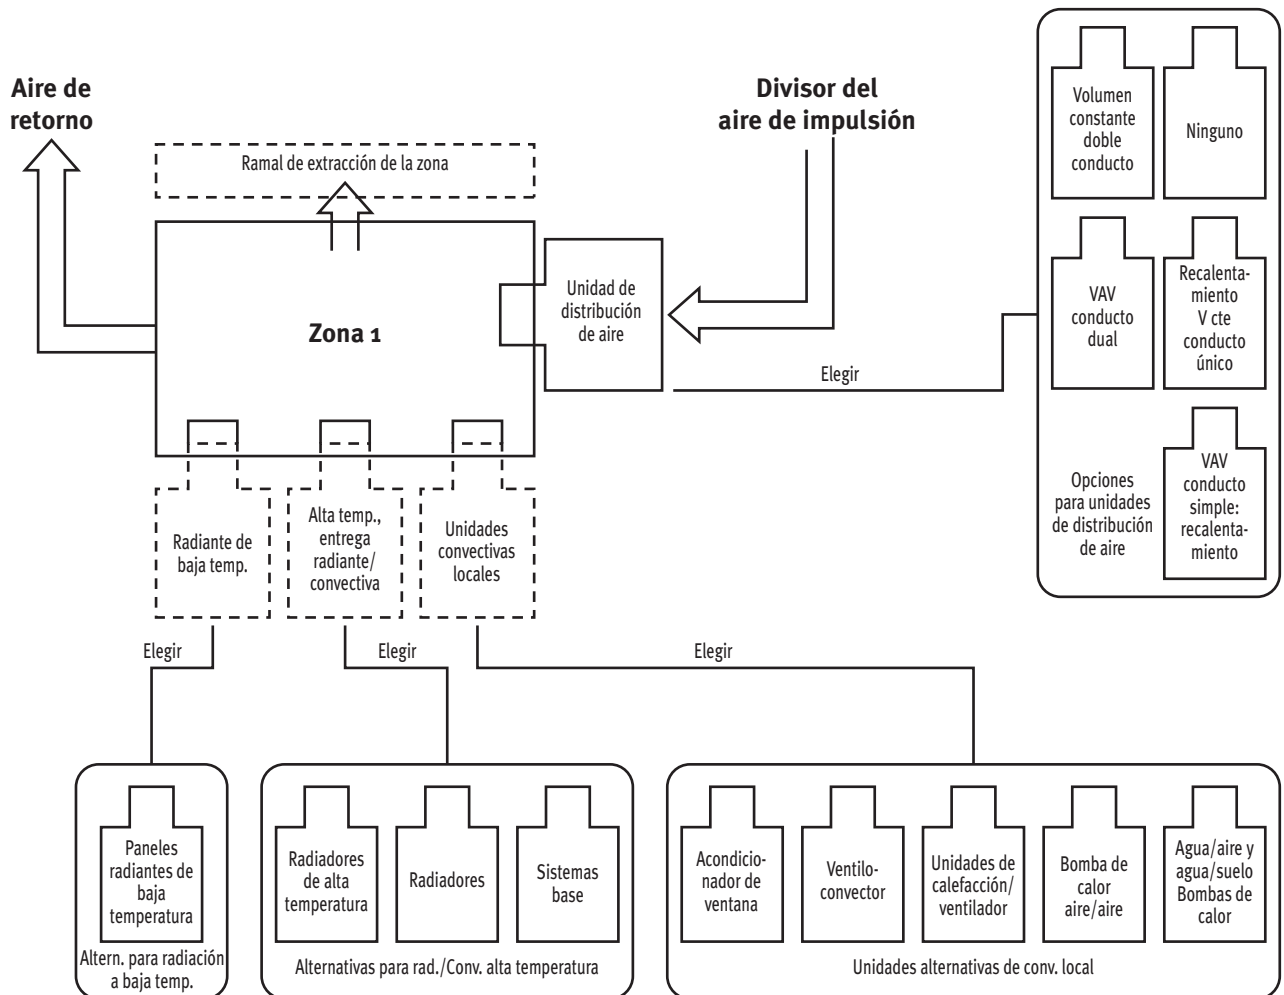 Aire de
retorno
Ramal de extracción de la zona
Divisor del
aire de impulsión
Volumen
constante
doble
conducto
Ninguno
Zona 1
Unidad de
distribución
de aire
Elegir
VAV
conducto
dual
Recalenta-
miento
V cte
conducto
único
Opciones
para unidades
de distribución
de aire
VAV
conducto
simple:
recalenta-
miento
Radiante de
baja temp.
Alta temp.,
entrega
radiante/
convectiva
Unidades
convectivas
locales
Elegir
Elegir
Elegir
Paneles
radiantes de
baja
temperatura
Altern. para radiación
a baja temp.
Radiadores
de alta
temperatura
Radiadores
Sistemas
base
Alternativas para rad./Conv. alta temperatura
Acondicio-
nador de
ventana
Ventilo-
convector
Unidades de
calefacción/
ventilador
Bomba de
calor
aire/aire
Agua/aire y
agua/suelo
Bombas de
calor
Unidades alternativas de conv. local